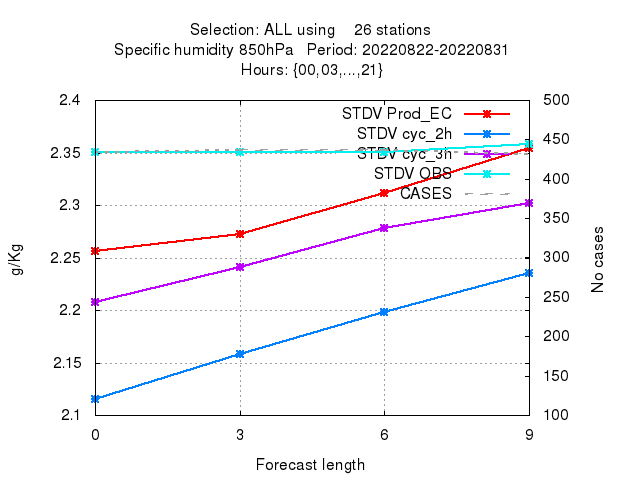 Selection: ALL using    26 stations
Specific humidity 850hPa   Period: 20220822-20220831
Hours: {00,03,...,21}
2.4
2.35
2.3
2.25
2.2
2.15
2.1
500
450
400
350
300
250
200
150
100
STDV Prod_EC
STDV cyc_2h
STDV cyc_3h
STDV OBS
CASES
g/Kg
No cases
0 3 6 9
Forecast length